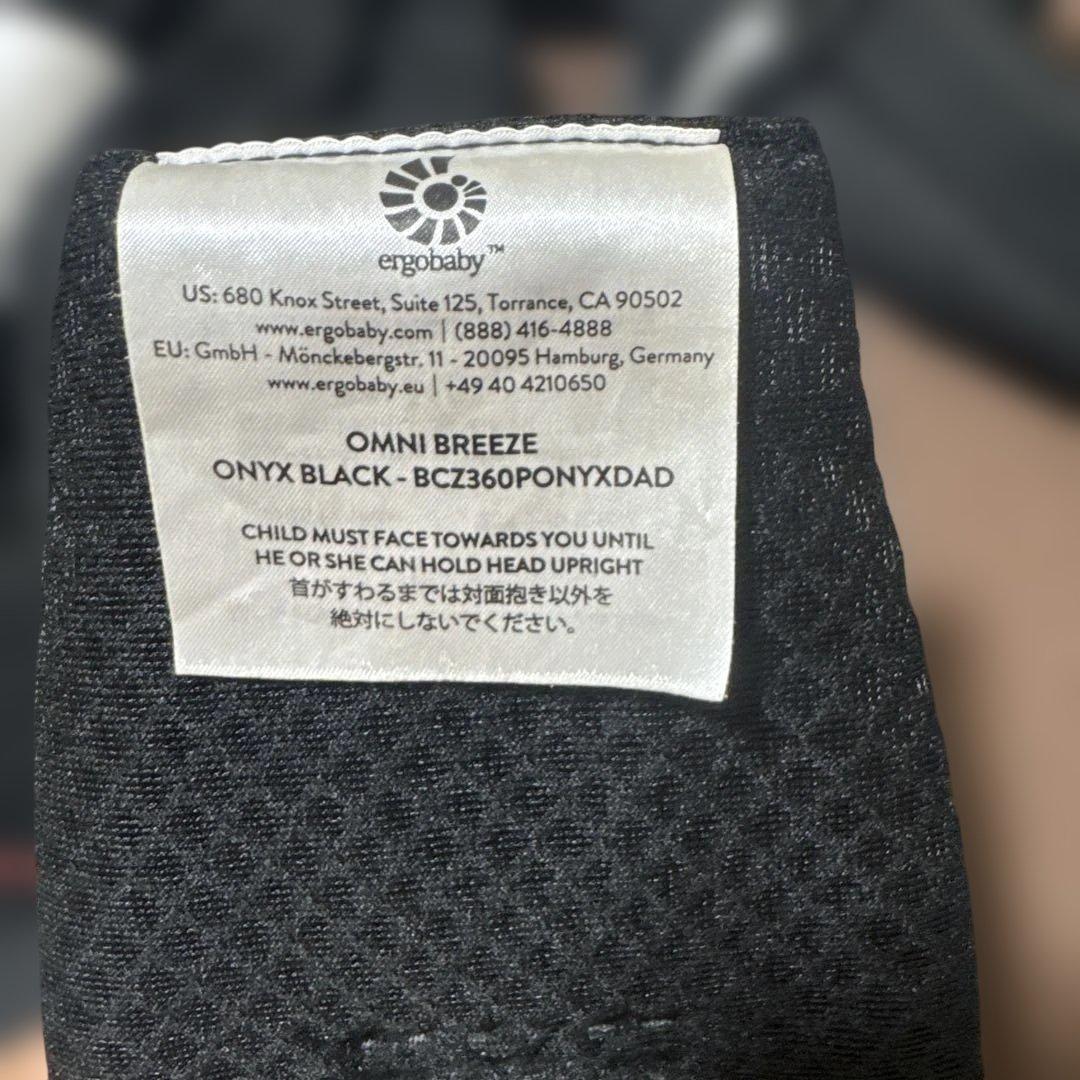 ergobaby™
US: 680 Knox Street, Suite 125, Torrance, CA 90502
www.ergobaby.com | (888) 416-4888
EU: GmbH - Mönckebergstr. 11 - 20095 Hamburg, Germany
www.ergobaby.eu | +49 40 4210650
OMNI BREEZE
ONYX BLACK - BCZ360PONYXDAD
CHILD MUST FACE TOWARDS YOU UNTIL
HE OR SHE CAN HOLD HEAD UPRIGHT
首がすわるまでは対面抱き以外を
絶対にしないでください。